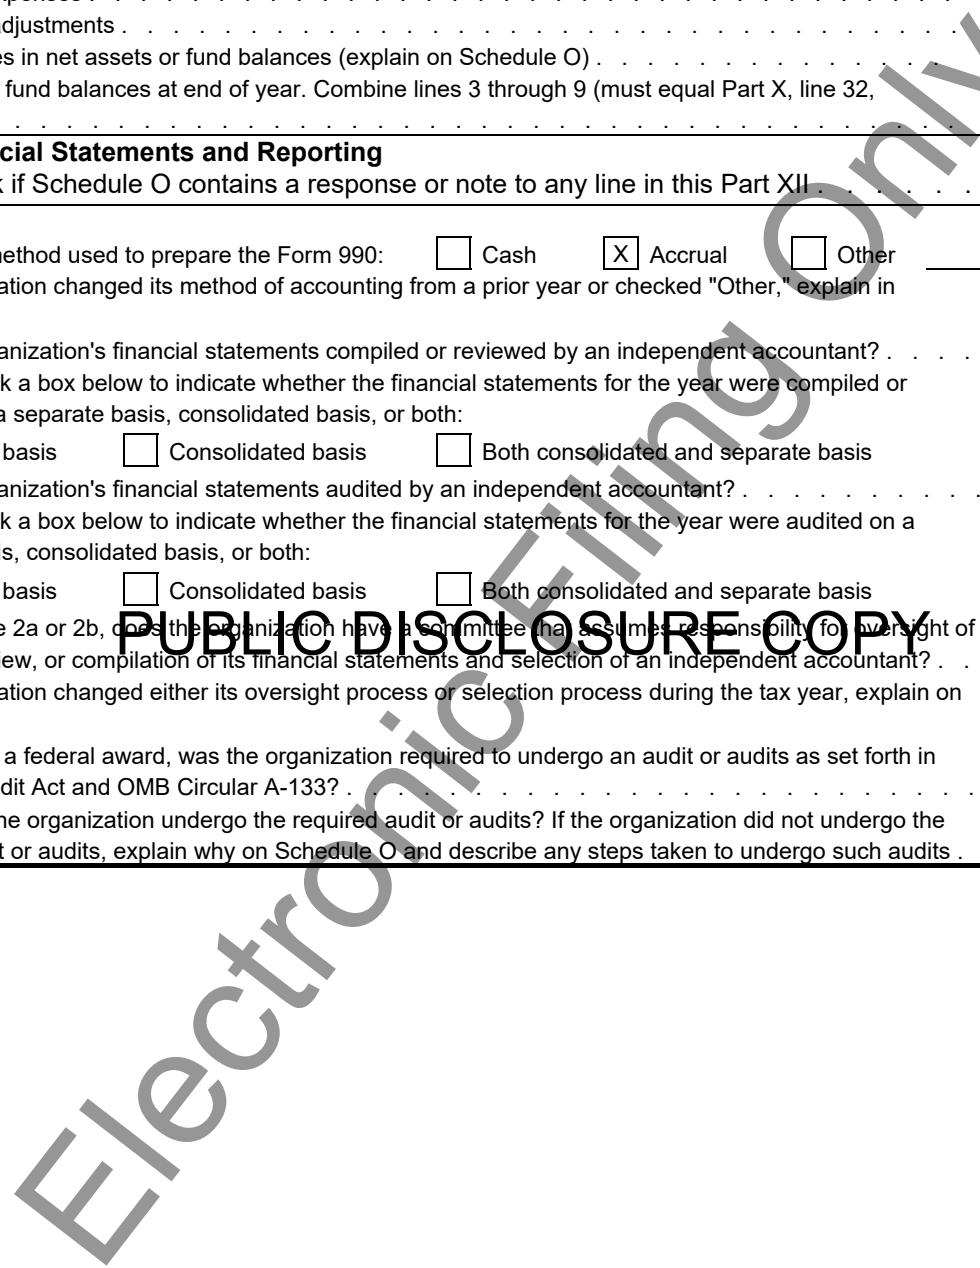 adjustments . . . . . . . . . . . . . . . . . . . . . . . . . . . . . . . .
es in net assets or fund balances (explain on Schedule O) . . . . . . . . . . . . . .
fund balances at end of year. Combine lines 3 through 9 (must equal Part X, line 32,
. . . . . . . . . . . . . . . . . . . . . . . . . . . . . . . . . . . .
cial Statements and Reporting
k if Schedule O contains a response or note to any line in this Part XII . . . . . .
method used to prepare the Form 990: Cash X Accrual Other
ation changed its method of accounting from a prior year or checked "Other," explain in
anization's financial statements compiled or reviewed by an independent accountant? . . . .
k a box below to indicate whether the financial statements for the year were compiled or
a separate basis, consolidated basis, or both:
basis Consolidated basis Both consolidated and separate basis
anization's financial statements audited by an independent accountant? . . . . . . . . . .
k a box below to indicate whether the financial statements for the year were audited on a
is, consolidated basis, or both:
basis Consolidated basis Both consolidated and separate basis
e 2a or 2b, does the organization have a committee that assumes responsibility for oversight of
PUBLIC DISCLOSURE COPY
iew, or compilation of its financial statements and selection of an independent accountant? . .
ation changed either its oversight process or selection process during the tax year, explain on
a federal award, was the organization required to undergo an audit or audits as set forth in
dit Act and OMB Circular A-133? . . . . . . . . . . . . . . . . . . . . . . . .
he organization undergo the required audit or audits? If the organization did not undergo the
t or audits, explain why on Schedule O and describe any steps taken to undergo such audits .
Electronic Filing Only